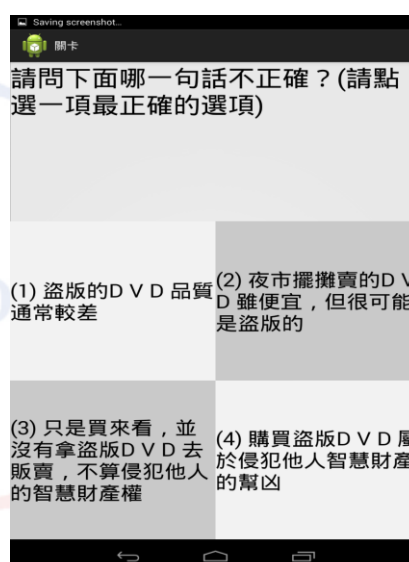 Saving screenshot...
關卡
請問下面哪一句話不正確？(請點
選一項最正確的選項)
(1) 盜版的DVD 品質
通常較差
(2) 夜市擺攤賣的DV
D 雖便宜，但很可能
是盜版的
(3) 只是買來看，並
沒有拿盜版DVD去
販賣，不算侵犯他人
的智慧財產權
(4) 購買盜版DVD 屬
於侵犯他人智慧財產
的幫凶